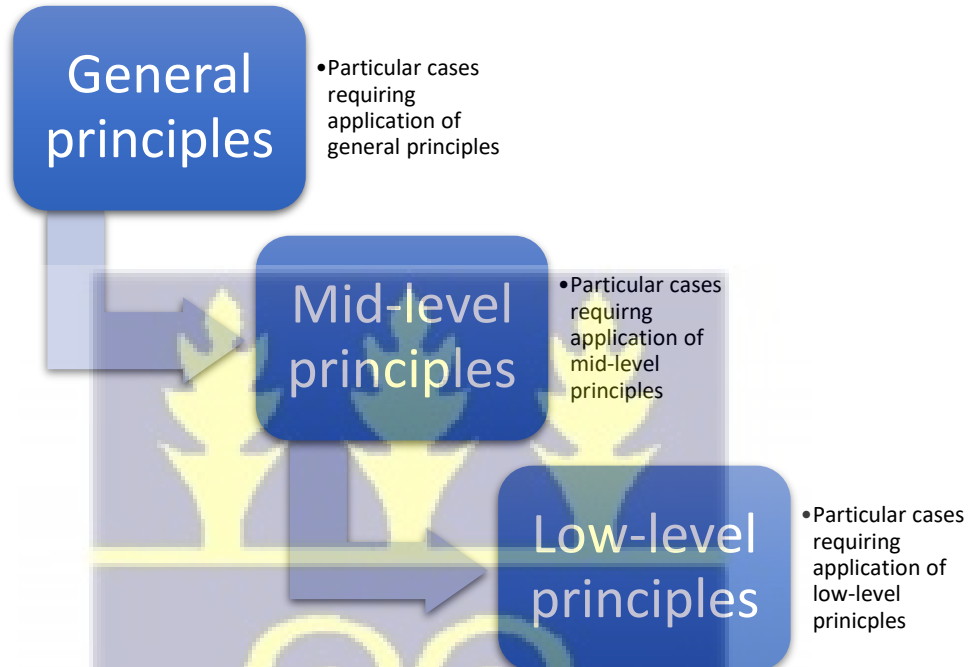 General
principles
•Particular cases
requiring
application of
general principles
Mid-level
principles
•Particular cases
requirng
application of
mid-level
principles
Low-level
principles
•Particular cases
requiring
application of
low-level
prinicples